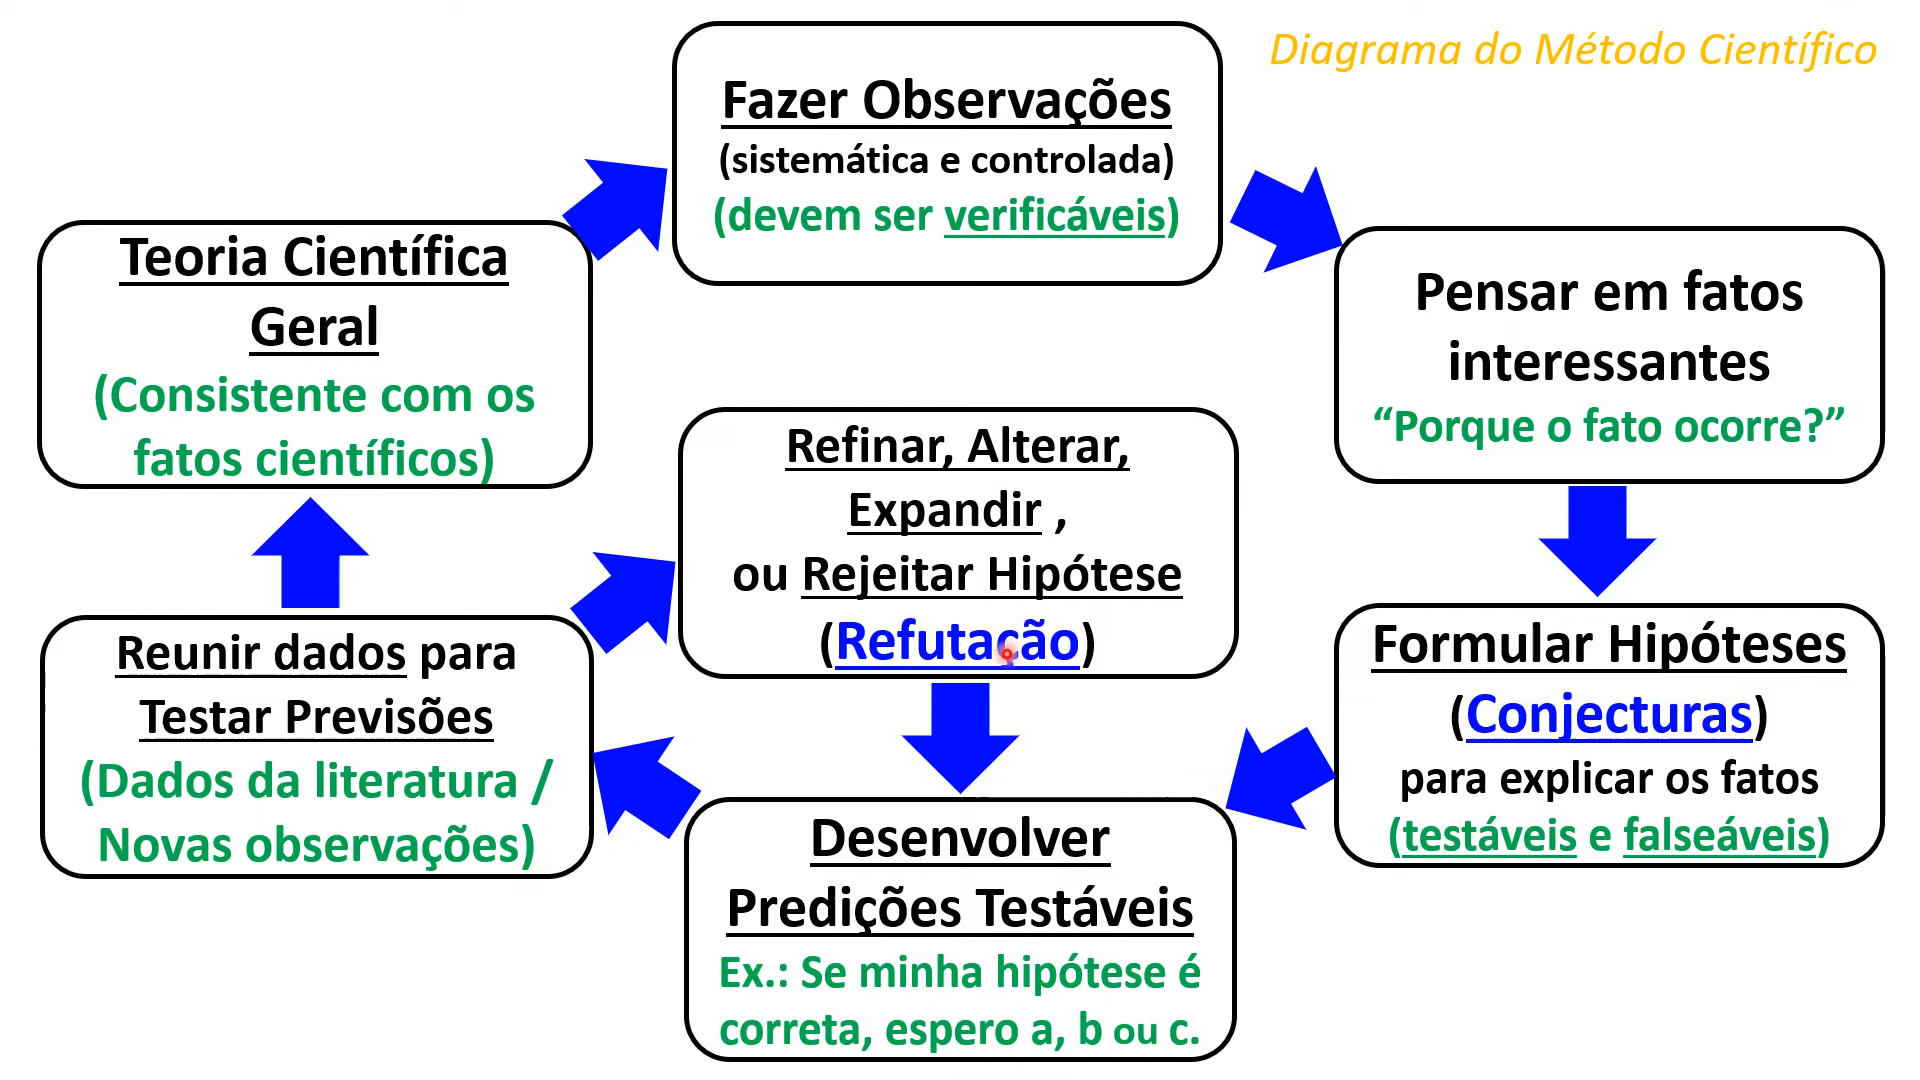 Diagrama do Método Científico
Fazer Observações
(sistemática e controlada)
(devem ser verificáveis)
Pensar em fatos
interessantes
“Porque o fato ocorre?”
Formular Hipóteses
(Conjecturas)
para explicar os fatos
(testáveis e falseáveis)
Desenvolver
Predições Testáveis
Ex.: Se minha hipótese é
correta, espero a, b ou c.
Reunir dados para
Testar Previsões
(Dados da literatura /
Novas observações)
Refinar, Alterar,
Expandir ,
ou Rejeitar Hipótese
(Refutação)
Teoria Científica
Geral
(Consistente com os
fatos científicos)